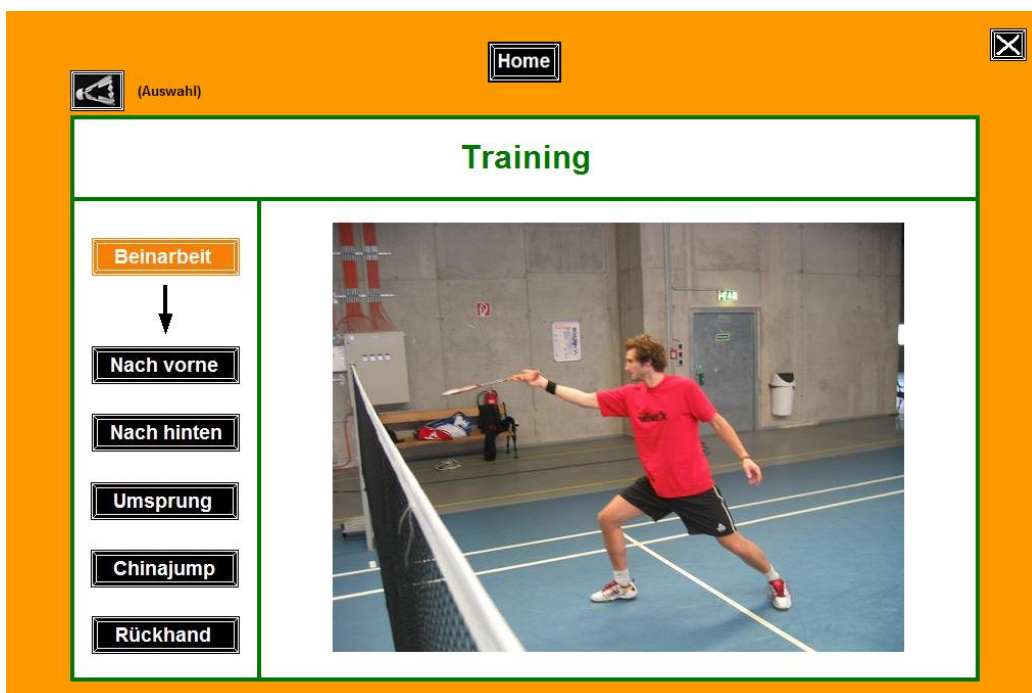 Home
(Auswahl)
Training
Beinarbeit
Nach vorne
Nach hinten
Umsprung
Chinajump
Rückhand